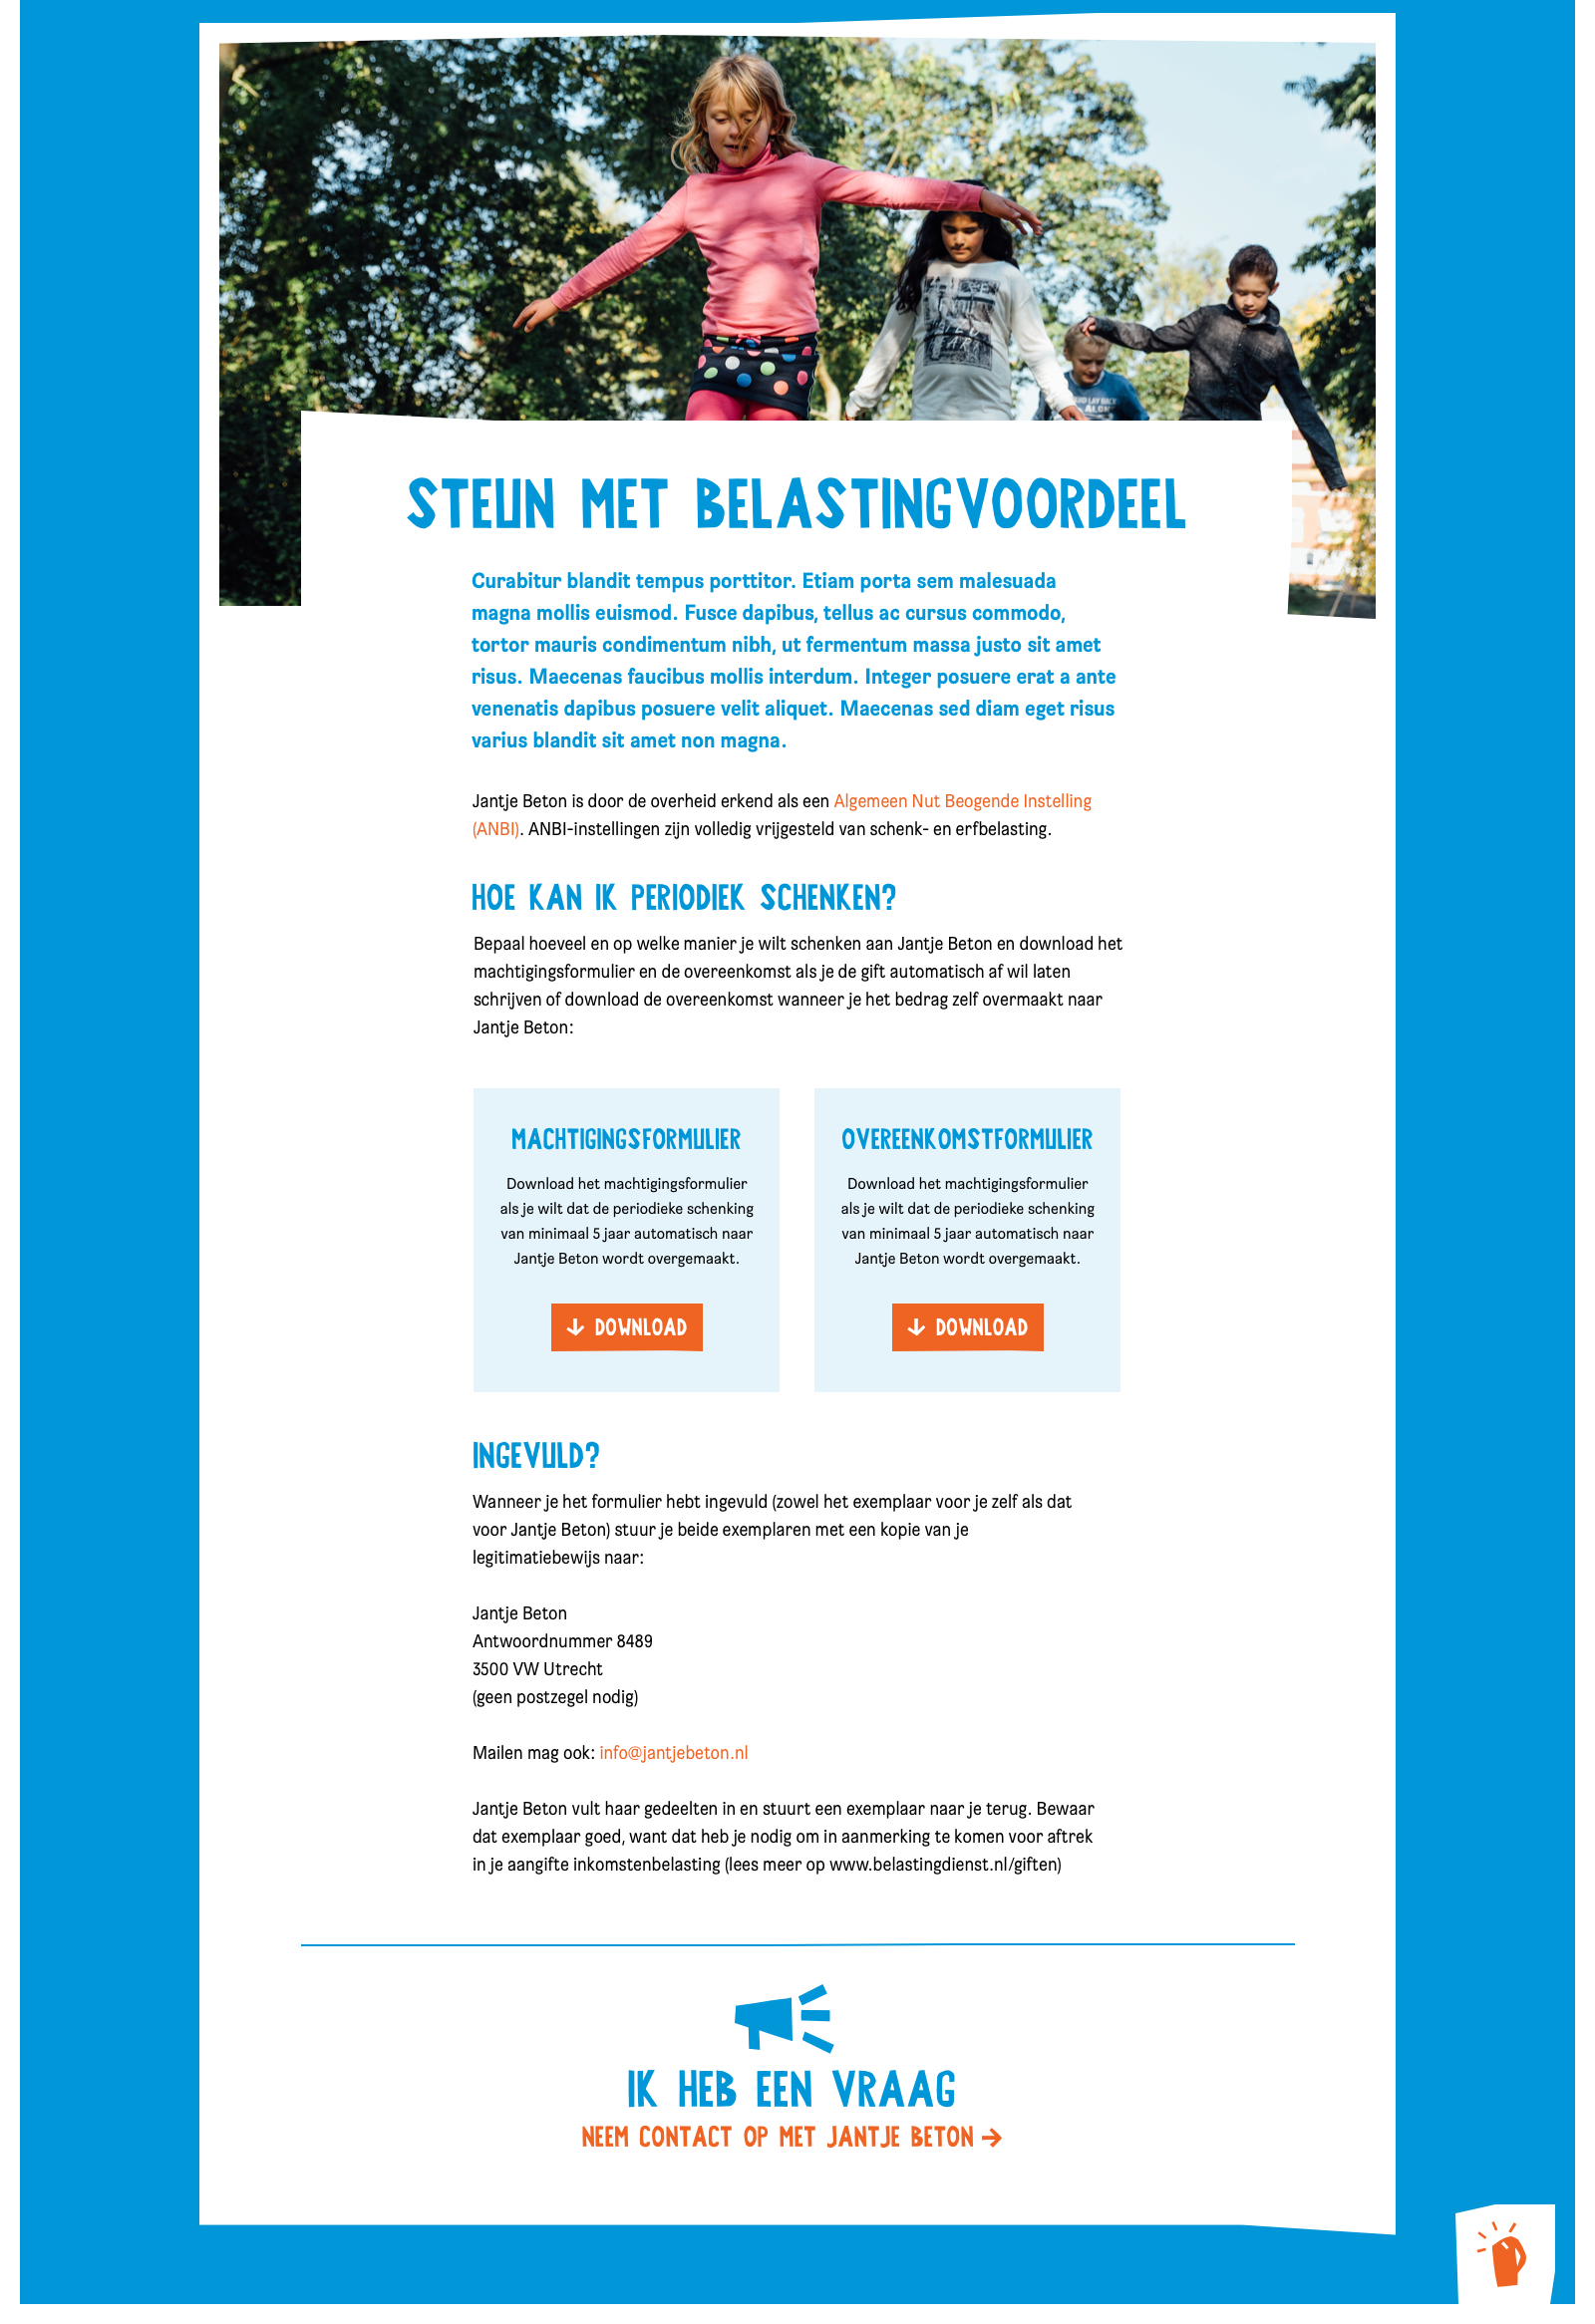 STEUN MET BELASTINGVOORDEEL
Curabitur blandit tempus porttitor. Etiam porta sem malesuada
magna mollis euismod. Fusce dapibus, tellus ac cursus commodo,
tortor mauris condimentum nibh, ut fermentum massa justo sit amet
risus. Maecenas faucibus mollis interdum. Integer posuere erat a ante
venenatis dapibus posuere velit aliquet. Maecenas sed diam eget risus
varius blandit sit amet non magna.
Jantje Beton is door de overheid erkend als een Algemeen Nut Beogende Instelling
(ANBI). ANBI-instellingen zijn volledig vrijgesteld van schenk- en erfbelasting.
HOE KAN IK PERIODIEK SCHENKEN?
Bepaal hoeveel en op welke manier je wilt schenken aan Jantje Beton en download het
machtigingsformulier en de overeenkomst als je de gift automatisch af wil laten
schrijven of download de overeenkomst wanneer je het bedrag zelf overmaakt naar
Jantje Beton:
MACHTIGINGSFORMULIER
Download het machtigingsformulier
als je wilt dat de periodieke schenking
van minimaal 5 jaar automatisch naar
Jantje Beton wordt overgemaakt.
DOWNLOAD
OVEREENKOMSTFORMULIER
Download het machtigingsformulier
als je wilt dat de periodieke schenking
van minimaal 5 jaar automatisch naar
Jantje Beton wordt overgemaakt.
DOWNLOAD
INGEVULD?
Wanneer je het formulier hebt ingevuld (zowel het exemplaar voor je zelf als dat
voor Jantje Beton) stuur je beide exemplaren met een kopie van je
legitimatiebewijs naar:
Jantje Beton
Antwoordnummer 8489
3500 VW Utrecht
(geen postzegel nodig)
Mailen mag ook: info@jantjebeton.nl
Jantje Beton vult haar gedeelten in en stuurt een exemplaar naar je terug. Bewaar
dat exemplaar goed, want dat heb je nodig om in aanmerking te komen voor aftrek
in je aangifte inkomstenbelasting (lees meer op www.belastingdienst.nl/giften)
IK HEB EEN VRAAG
NEEM CONTACT OP MET JANTJE BETON →